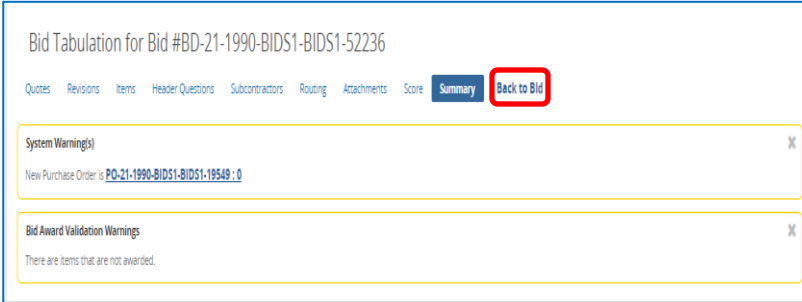 Bid Tabulation for Bid #BD-21-1990-BIDS1-BIDS1-52236
Quotes Revisions Items Header Questions Subcontractors Routing Attachments Score Summary Back to Bid
System Warning(s)
New Purchase Order is PO-21-1990-BIDS1-BIDS1-19549 : 0
Bid Award Validation Warnings
There are items that are not awarded.